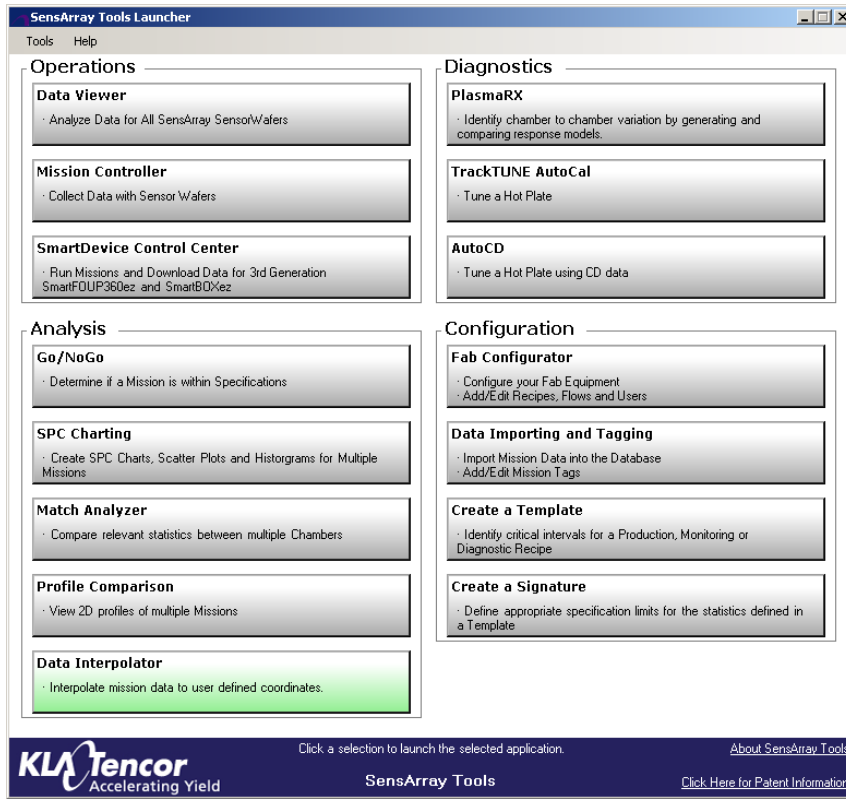 SensArray Tools Launcher
Tools Help
Operations
Data Viewer
· Analyze Data for All SensArray SensorWafers
Mission Controller
· Collect Data with Sensor Wafers
SmartDevice Control Center
· Run Missions and Download Data for 3rd Generation
SmartFOUP360ez and SmartBOXez
Diagnostics
PlasmaRX
· Identify chamber to chamber variation by generating and
comparing response models.
TrackTUNE AutoCal
· Tune a Hot Plate
AutoCD
· Tune a Hot Plate using CD data
Analysis
Go/NoGo
· Determine if a Mission is within Specifications
SPC Charting
· Create SPC Charts, Scatter Plots and Historgrams for Multiple
Missions
Match Analyzer
· Compare relevant statistics between multiple Chambers
Profile Comparison
· View 2D profiles of multiple Missions
Data Interpolator
· Interpolate mission data to user defined coordinates.
Configuration
Fab Configurator
· Configure your Fab Equipment
· Add/Edit Recipes, Flows and Users
Data Importing and Tagging
· Import Mission Data into the Database
· Add/Edit Mission Tags
Create a Template
· Identify critical intervals for a Production, Monitoring or
Diagnostic Recipe
Create a Signature
· Define appropriate specification limits for the statistics defined in
a Template
KLA Tencor
Accelerating Yield
Click a selection to launch the selected application.
SensArray Tools
About SensArray Tools
Click Here for Patent Information